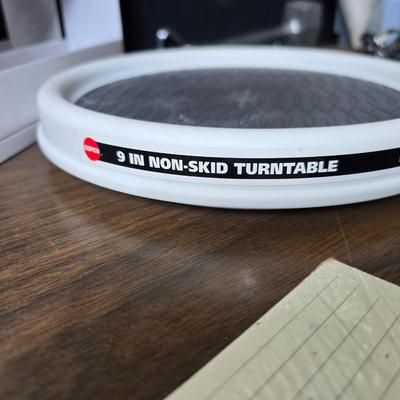 9 IN NON-SKID TURNTABLE